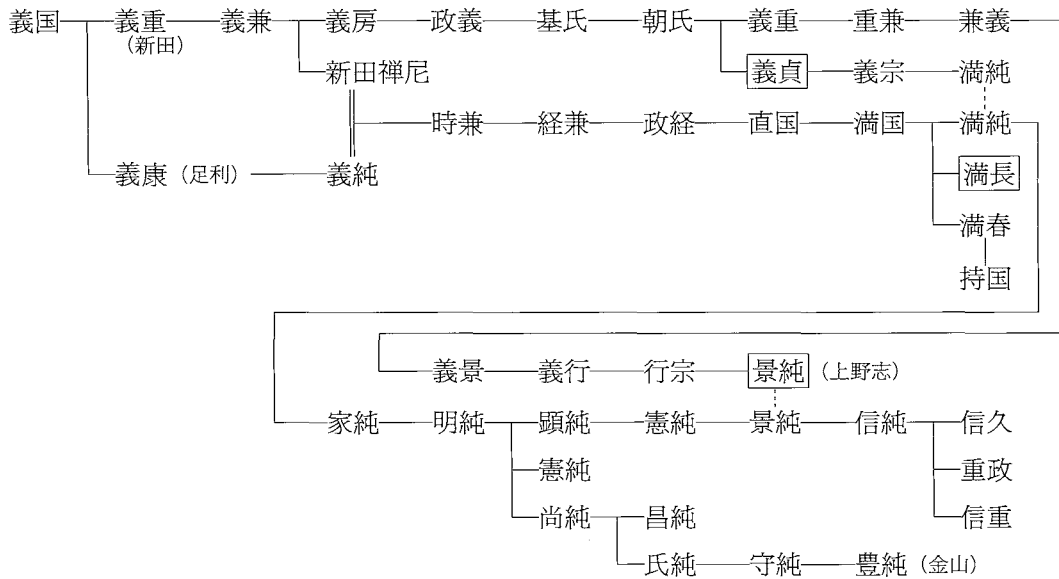 義国 義重 義兼 義房 政義 基氏 朝氏 義重 重兼 兼義
(新田)
新田禅尼 義貞 義宗 満純
時兼 経兼 政経 直国 満国 満純
義康 (足利) 義純 満長
満春
持国
義景 義行 行宗 景純 (上野志)
家純 明純 顕純 憲純 景純 信純 信久
憲純 重政
尚純 昌純 信重
氏純 守純 豊純 (金山)